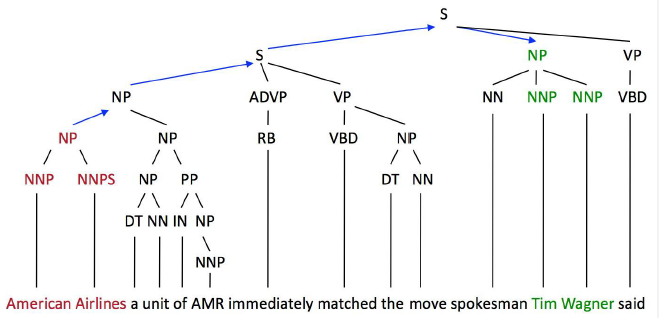 S
S NP VP
NP ADVP VP NN NNP NNP VBD
NP NP RB VBD NP
NNP NNPS NP PP DT NN
DT NN IN NP
NNP
American Airlines a unit of AMR immediately matched the move spokesman Tim Wagner said